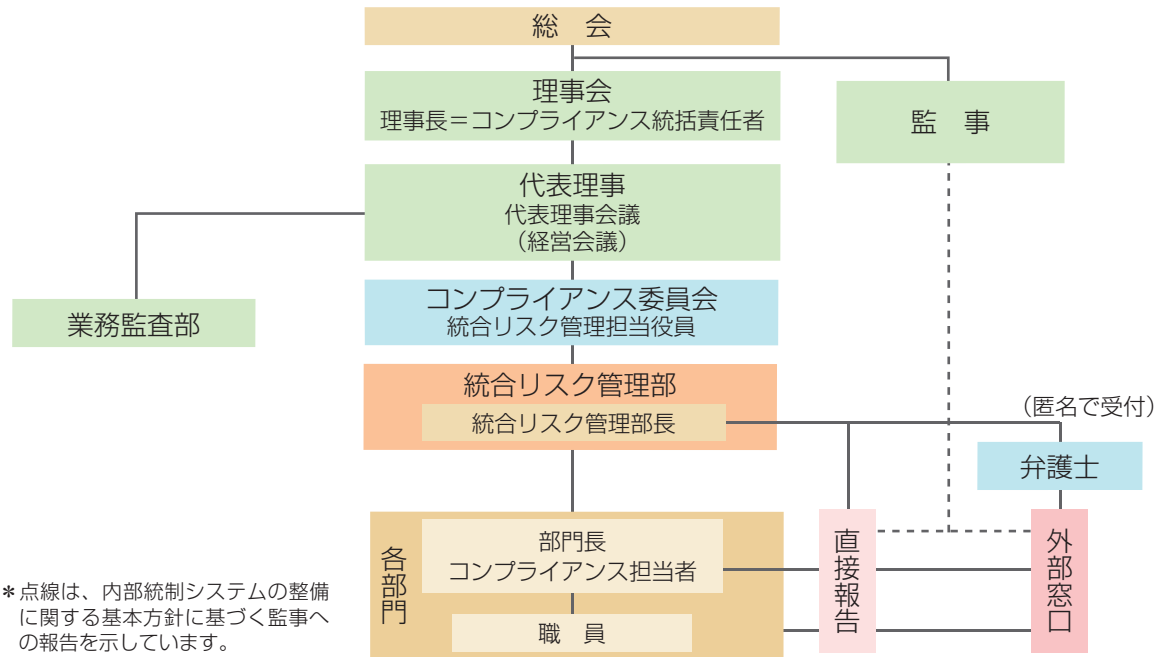 総　会
理事会
理事長＝コンプライアンス統括責任者
監　事
代表理事
代表理事会議
（経営会議）
コンプライアンス委員会
統合リスク管理担当役員
業務監査部
統合リスク管理部
統合リスク管理部長
（匿名で受付）
弁護士
各部門
部門長
コンプライアンス担当者
職　員
直接報告
外部窓口
＊点線は、内部統制システムの整備
に関する基本方針に基づく監事へ
の報告を示しています。